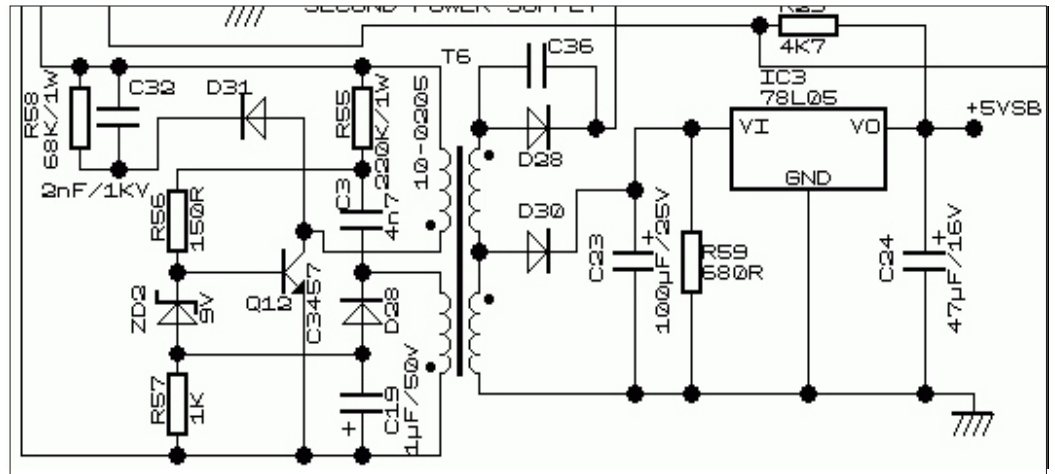 SECOND POWER SUPPLY
4K7
T6
C36
IC3
78L05
+5VSB
VI
VO
GND
R58
68K/1W
C32
D31
R55
220K/1W
10-0205
D28
2nF/1KV
R56
150R
C3
4n7
D30
C23
+
100µF/25V
R59
680R
C24
+
47µF/16V
Q12
C3457
D28
ZD2
9V
R57
1K
C19
+
1µF/50v